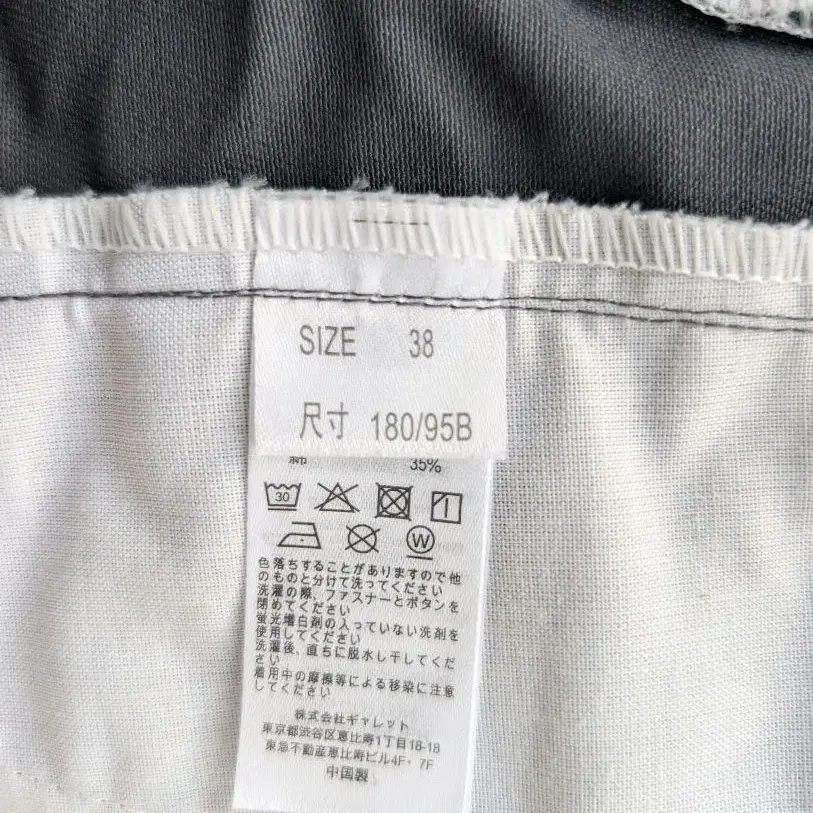 SIZE 38
尺寸 180/95B
綿 35%
30
W
色落ちすることがありますので他
のものと分けて洗ってください
洗濯の際、ファスナーとボタンを
閉めてください
蛍光増白剤の入っていない洗剤を
使用してください
洗濯後、直ちに脱水し干してくだ
さい
着用中の摩擦等による移染に注意
してください
株式会社ギャレット
東京都渋谷区恵比寿1丁目18-18
東急不動産恵比寿ビル4F・7F
中国製